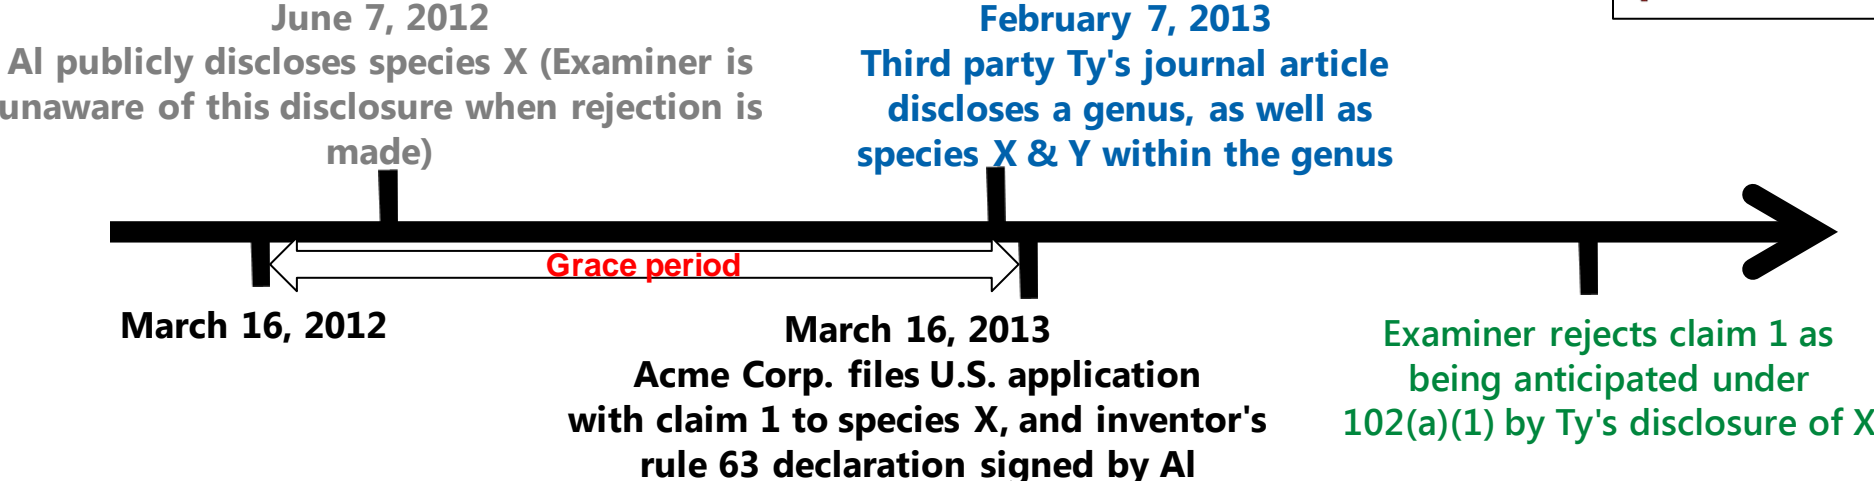 June 7, 2012
Al publicly discloses species X (Examiner is
unaware of this disclosure when rejection is
made)
February 7, 2013
Third party Ty's journal article
discloses a genus, as well as
species X & Y within the genus
Grace period
March 16, 2012
March 16, 2013
Acme Corp. files U.S. application
with claim 1 to species X, and inventor's
rule 63 declaration signed by Al
Examiner rejects claim 1 as
being anticipated under
102(a)(1) by Ty's disclosure of X